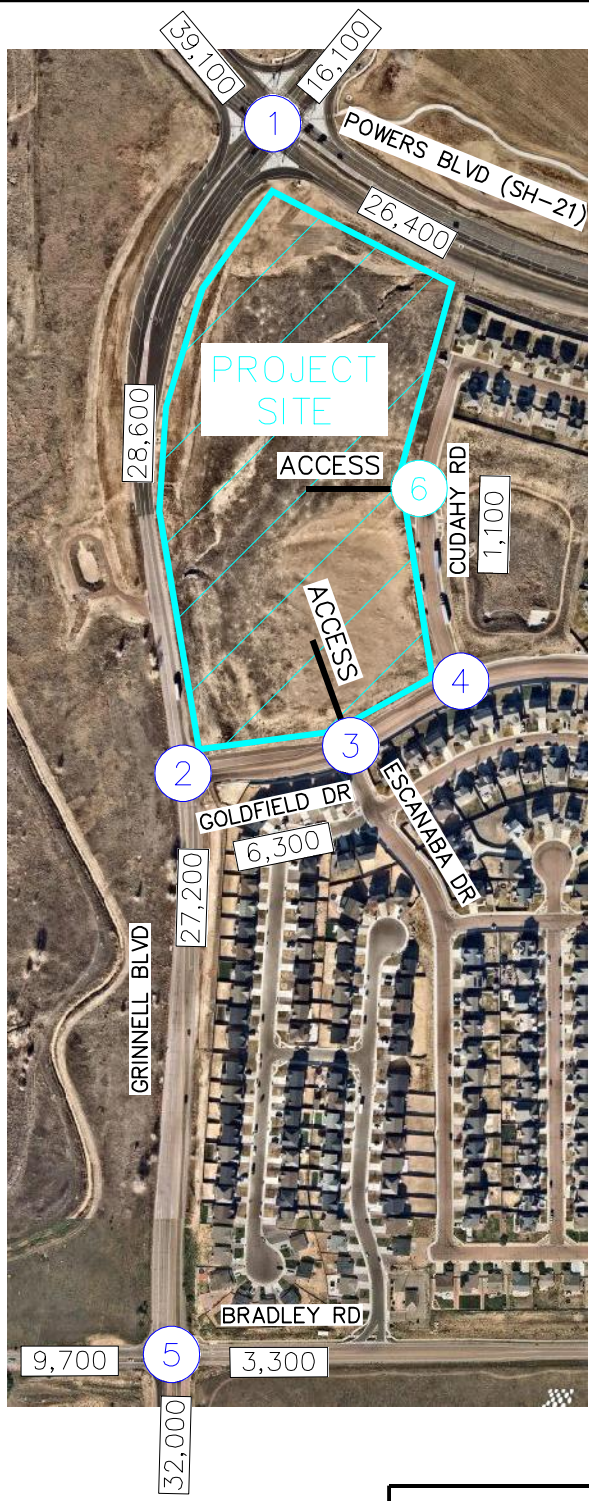 39,100
16,100
1
POWERS BLVD (SH-21)
26,400
PROJECT
SITE
28,600
ACCESS
6
CUDAHY RD
1,100
ACCESS
4
3
2
GOLDFIELD DR
6,300
ESCANABA DR
27,200
GRINNELL BLVD
BRADLEY RD
9,700
5
3,300
32,000